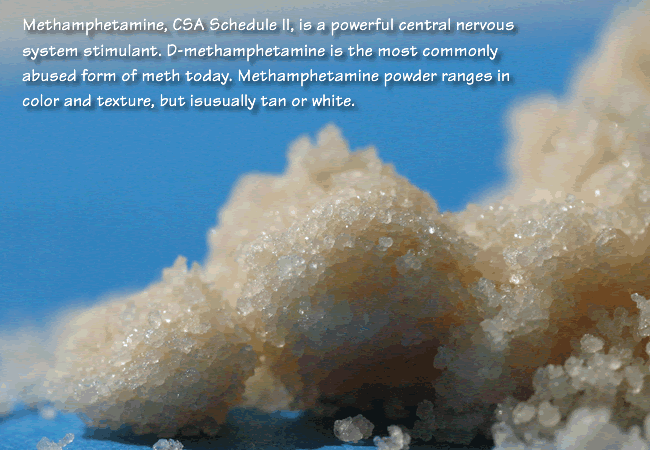 Methamphetamine, CSA Schedule II, is a powerful central nervous
system stimulant. D-methamphetamine is the most commonly
abused form of meth today. Methamphetamine powder ranges in
color and texture, but isusually tan or white.